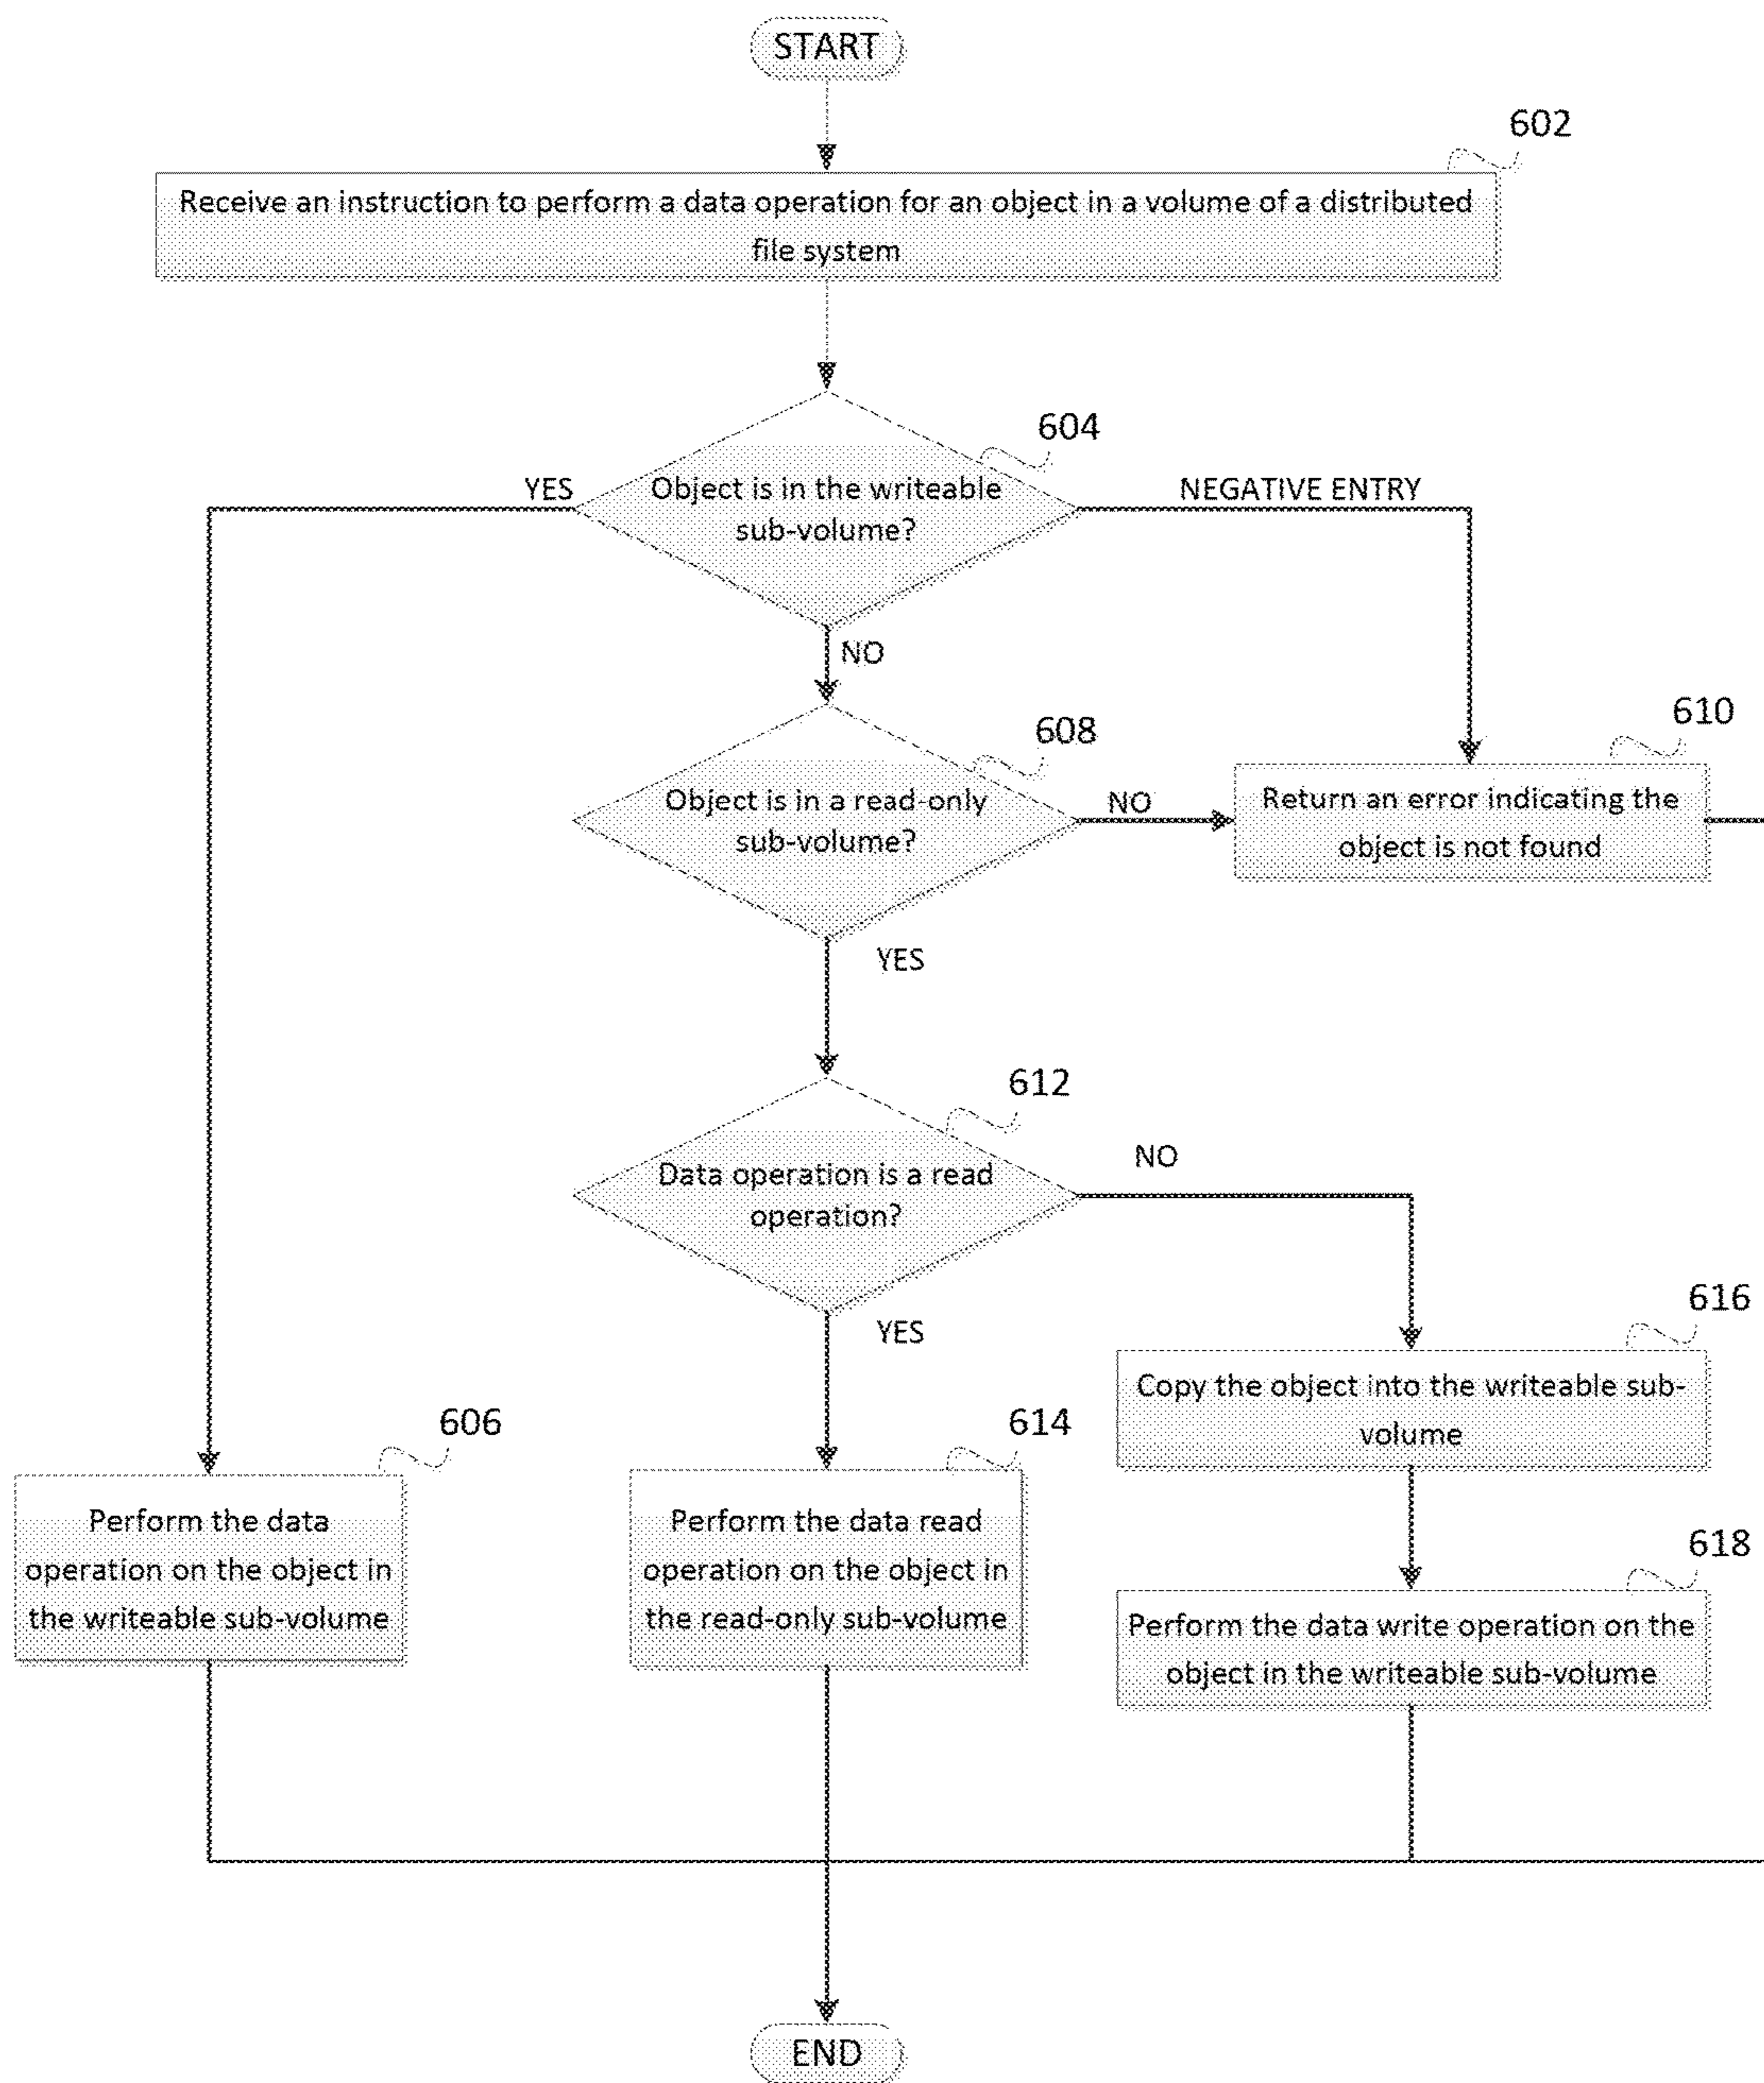 START
602
Receive an instruction to perform a data operation for an object in a volume of a distributed
file system
604
YES
Object is in the writeable
sub-volume?
NEGATIVE ENTRY
NO
608
610
Object is in a read-only
sub-volume?
NO
Return an error indicating the
object is not found
YES
612
Data operation is a read
operation?
NO
YES
616
Copy the object into the writeable sub-
volume
606
614
Perform the data
operation on the object in
the writeable sub-volume
Perform the data read
operation on the object in
the read-only sub-volume
618
Perform the data write operation on the
object in the writeable sub-volume
END